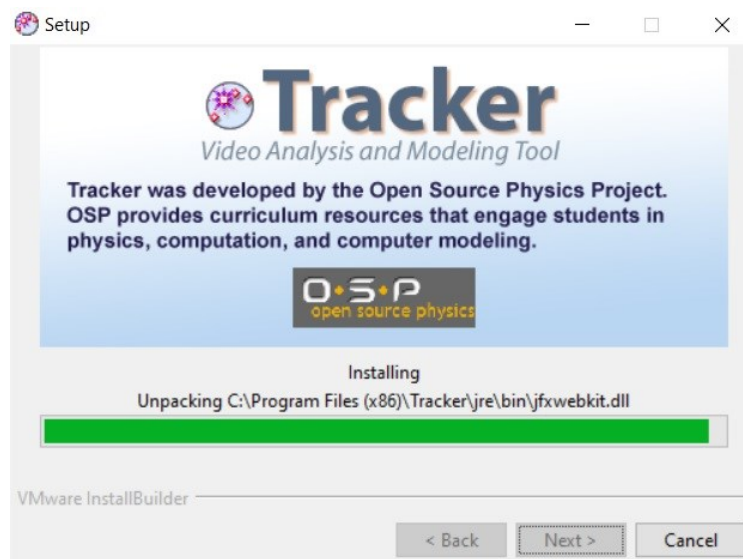 Setup
Tracker
Video Analysis and Modeling Tool
Tracker was developed by the Open Source Physics Project.
OSP provides curriculum resources that engage students in
physics, computation, and computer modeling.
O·S·P
open source physics
Installing
Unpacking C:\Program Files (x86)\Tracker\jre\bin\jfxwebkit.dll
VMware InstallBuilder
< Back Next > Cancel